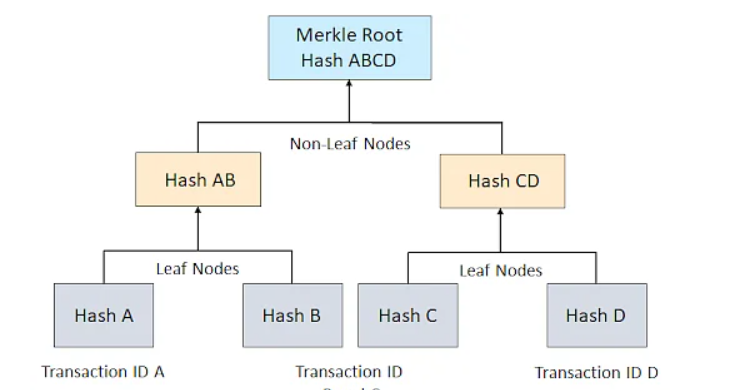 Merkle Root
Hash ABCD
Non-Leaf Nodes
Hash AB
Hash CD
Leaf Nodes
Leaf Nodes
Hash A
Hash B
Hash C
Hash D
Transaction ID A
Transaction ID
Transaction ID D